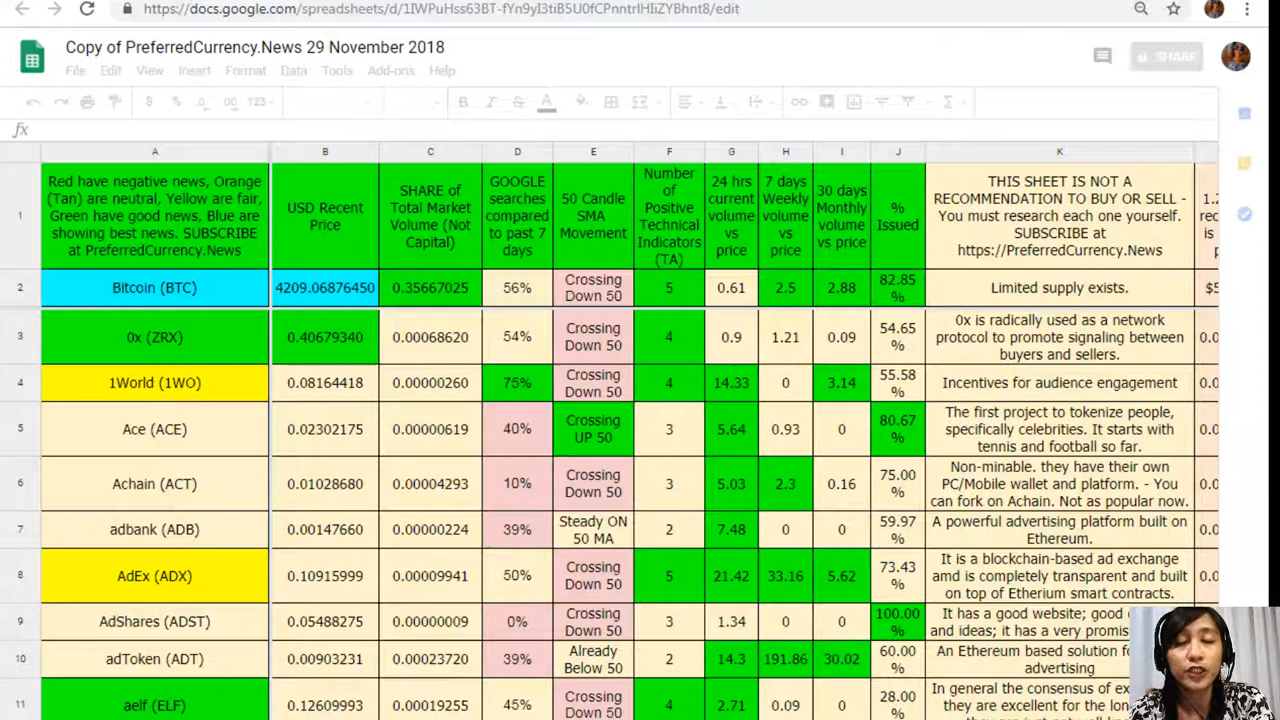 https://docs.google.com/spreadsheets/d/1IWPuHss63BT-fYn9yI3tiB5U0fCPnntrlHIiZYBhnt8/edit
Copy of PreferredCurrency.News 29 November 2018
File Edit View Insert Format Data Tools Add-ons Help
SHARE
$ % .0 .00 123
B I S A
fx
A B C D E F G H I J K
1
Red have negative news, Orange
(Tan) are neutral, Yellow are fair,
Green have good news, Blue are
showing best news. SUBSCRIBE
at PreferredCurrency.News
USD Recent
Price
SHARE of
Total Market
Volume (Not
Capital)
GOOGLE
searches
compared
to past 7
days
50 Candle
SMA
Movement
Number
of
Positive
Technical
Indicators
(TA)
24 hrs
current
volume
vs
price
7 days
Weekly
volume
vs
price
30 days
Monthly
volume
vs price
%
Issued
THIS SHEET IS NOT A
RECOMMENDATION TO BUY OR SELL -
You must research each one yourself.
SUBSCRIBE at
https://PreferredCurrency.News
2
Bitcoin (BTC)
4209.06876450
0.35667025
56%
Crossing
Down 50
5
0.61
2.5
2.88
82.85
%
Limited supply exists.
3
0x (ZRX)
0.40679340
0.00068620
54%
Crossing
Down 50
4
0.9
1.21
0.09
54.65
%
0x is radically used as a network
protocol to promote signaling between
buyers and sellers.
4
1World (1WO)
0.08164418
0.00000260
75%
Crossing
Down 50
4
14.33
0
3.14
55.58
%
Incentives for audience engagement
5
Ace (ACE)
0.02302175
0.00000619
40%
Crossing
UP 50
3
5.64
0.93
0
80.67
%
The first project to tokenize people,
specifically celebrities. It starts with
tennis and football so far.
6
Achain (ACT)
0.01028680
0.00004293
10%
Crossing
Down 50
3
5.03
2.3
0.16
75.00
%
Non-minable. they have their own
PC/Mobile wallet and platform. - You
can fork on Achain. Not as popular now.
7
adbank (ADB)
0.00147660
0.00000224
39%
Steady ON
50 MA
2
7.48
0
0
59.97
%
A powerful advertising platform built on
Ethereum.
8
AdEx (ADX)
0.10915999
0.00009941
50%
Crossing
Down 50
5
21.42
33.16
5.62
73.43
%
It is a blockchain-based ad exchange
amd is completely transparent and built
on top of Etherium smart contracts.
9
AdShares (ADST)
0.05488275
0.00000009
0%
Crossing
Down 50
3
1.34
0
0
100.00
%
It has a good website; good
and ideas; it has a very
10
adToken (ADT)
0.00903231
0.00023720
39%
Already
Below 50
2
14.3
191.86
30.02
60.00
%
An Ethereum based solution
advertising
11
aelf (ELF)
0.12609993
0.00019255
45%
Crossing
Down 50
4
2.71
0.09
0
28.00
%
In general the consensus of
are excellent for the